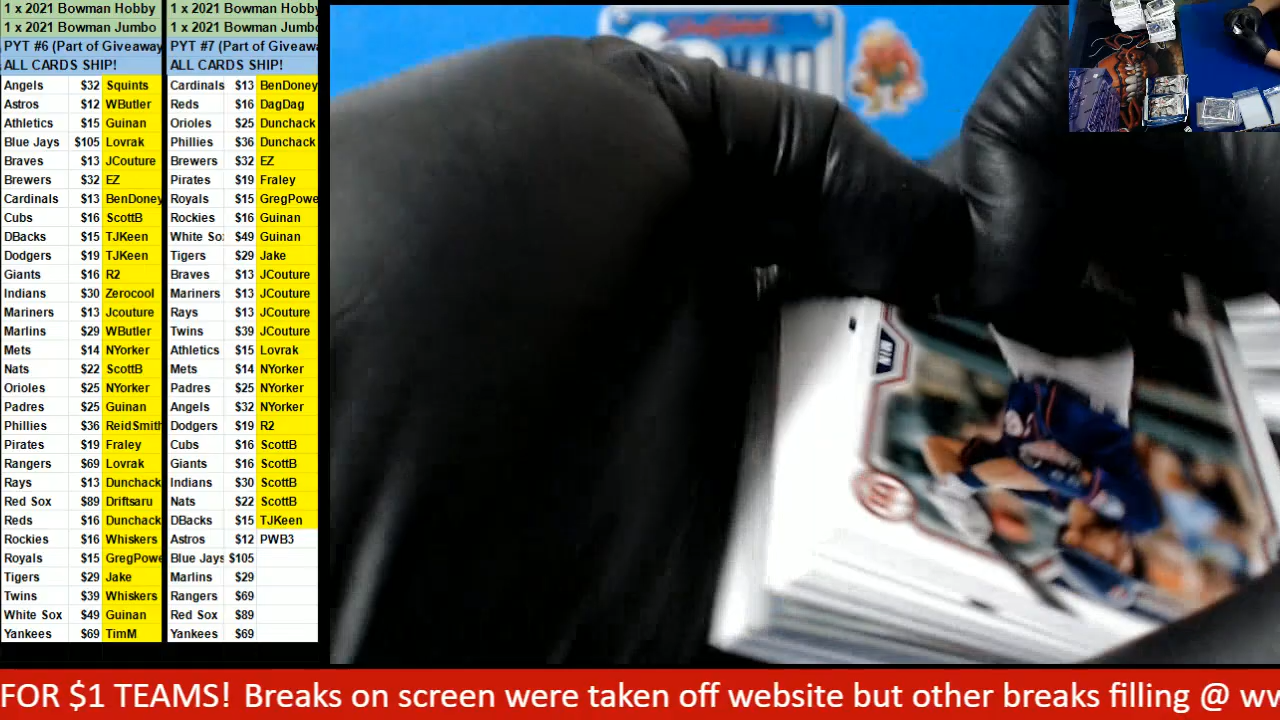 1 x 2021 Bowman Hobby
1 x 2021 Bowman Jumbo
PYT #6 (Part of Giveaway
ALL CARDS SHIP!
Angels $32 Squints
Astros $12 WButler
Athletics $15 Guinan
Blue Jays $105 Lovrak
Braves $13 JCouture
Brewers $32 EZ
Cardinals $13 BenDoney
Cubs $16 ScottB
DBacks $15 TJKeen
Dodgers $19 TJKeen
Giants $16 R2
Indians $30 Zerocool
Mariners $13 Jcouture
Marlins $29 WButler
Mets $14 NYorker
Nats $22 ScottB
Orioles $25 NYorker
Padres $25 Guinan
Phillies $36 ReidSmith
Pirates $19 Fraley
Rangers $69 Lovrak
Rays $13 Dunchack
Red Sox $89 Driftsaru
Reds $16 Dunchack
Rockies $16 Whiskers
Royals $15 GregPowe
Tigers $29 Jake
Twins $39 Whiskers
White Sox $49 Guinan
Yankees $69 TimM
1 x 2021 Bowman Hobby
1 x 2021 Bowman Jumbo
PYT #7 (Part of Giveawa
ALL CARDS SHIP!
Cardinals $13 BenDoney
Reds $16 DagDag
Orioles $25 Dunchack
Phillies $36 Dunchack
Brewers $32 EZ
Pirates $19 Fraley
Royals $15 GregPowe
Rockies $16 Guinan
White So $49 Guinan
Tigers $29 Jake
Braves $13 JCouture
Mariners $13 JCouture
Rays $13 JCouture
Twins $39 JCouture
Athletics $15 Lovrak
Mets $14 NYorker
Padres $25 NYorker
Angels $32 NYorker
Dodgers $19 R2
Cubs $16 ScottB
Giants $16 ScottB
Indians $30 ScottB
Nats $22 ScottB
DBacks $15 TJKeen
Astros $12 PWB3
Blue Jays $105
Marlins $29
Rangers $69
Red Sox $89
Yankees $69
MIN
FOR $1 TEAMS! Breaks on screen were taken off website but other breaks filling @ ww